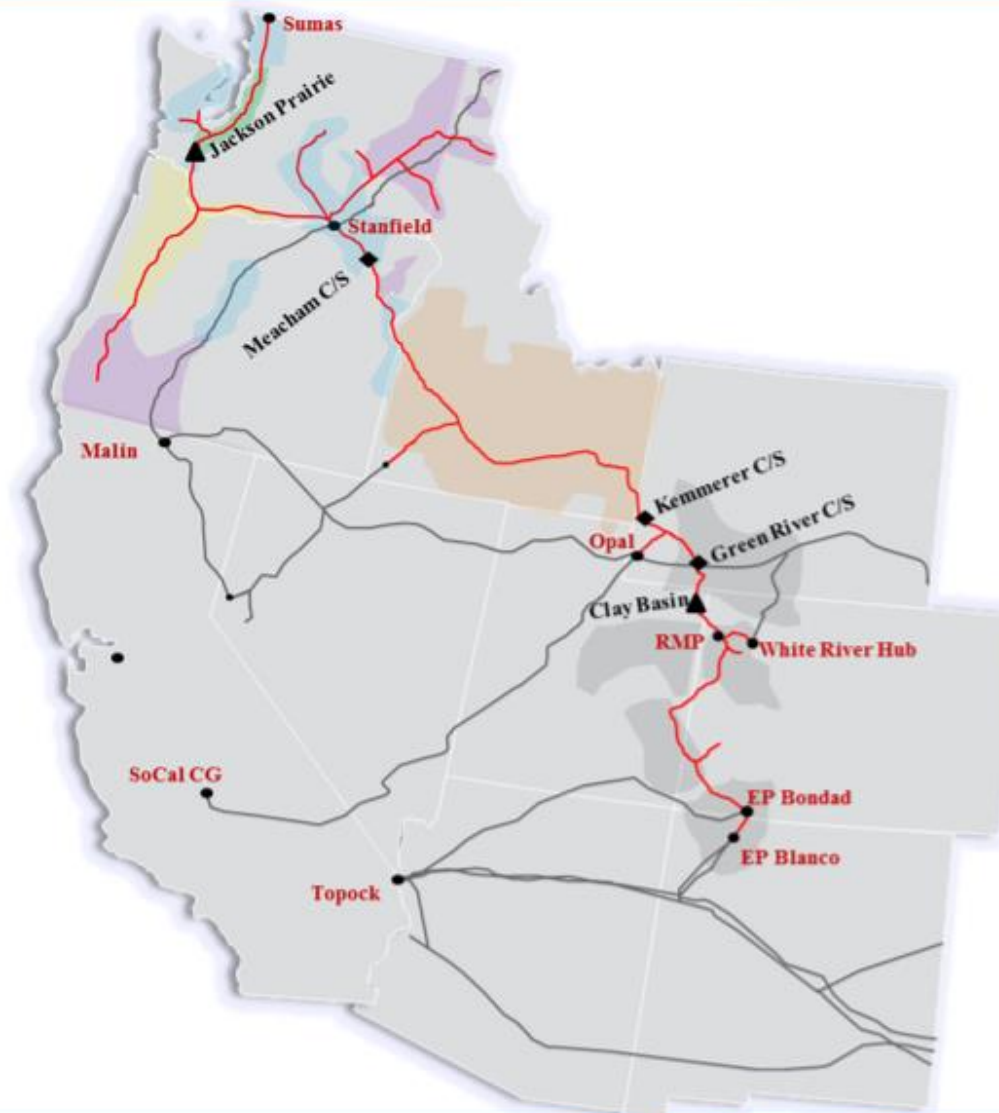 Sumas
Jackson Prairie
Stanfield
Meacham C/S
Malin
Kemmerer C/S
Opal
Green River C/S
Clay Basin
RMP
White River Hub
SoCal CG
EP Bondad
EP Blanco
Topock